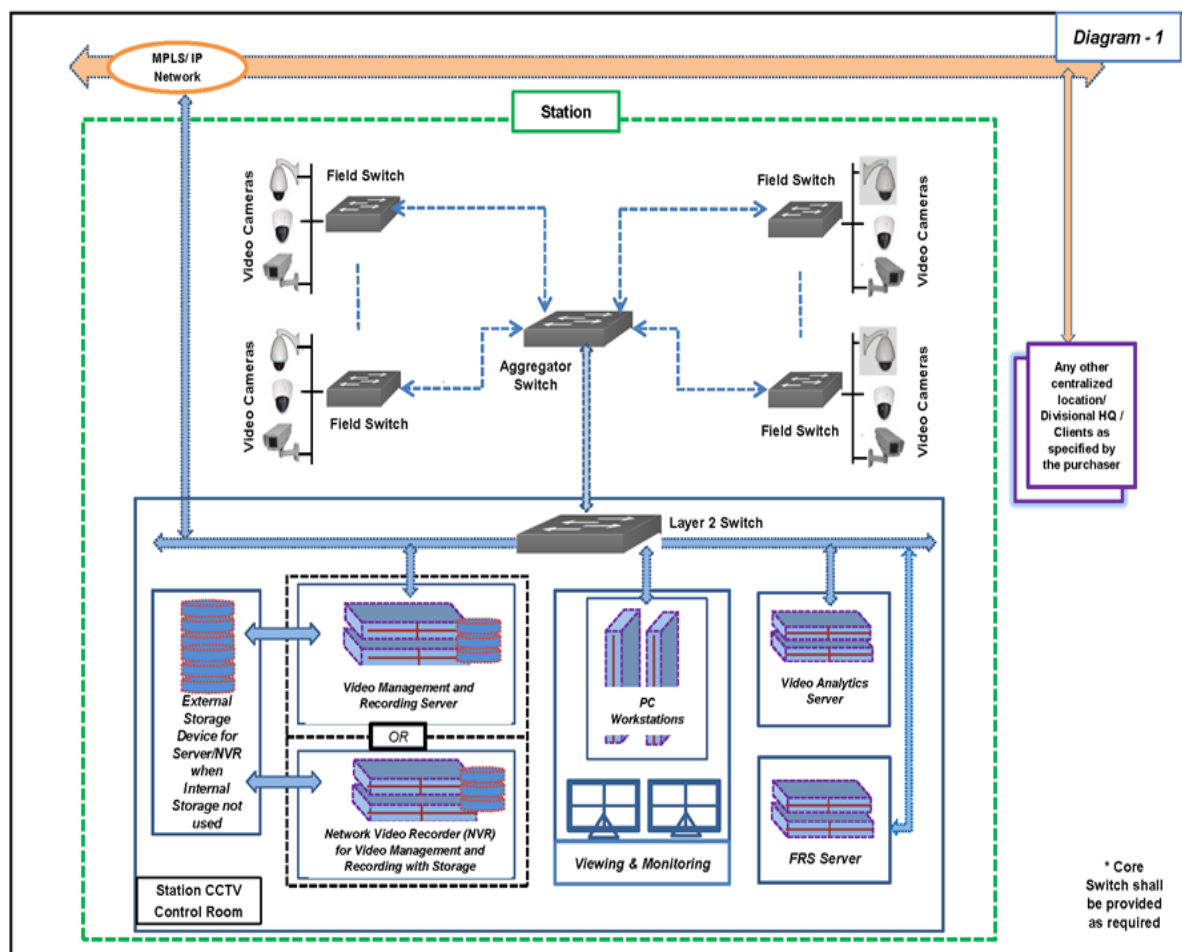 Diagram - 1
MPLS/ IP
Network
Station
Video Cameras
Field Switch
Field Switch
Video Cameras
Video Cameras
Field Switch
Aggregator
Switch
Field Switch
Video Cameras
Any other
centralized
location/
Divisional HQ /
Clients as
specified by
the purchaser
Layer 2 Switch
External
Storage
Device for
Server/NVR
when
Internal
Storage not
used
Video Management and
Recording Server
OR
Network Video Recorder (NVR)
for Video Management and
Recording with Storage
PC
Workstations
Viewing & Monitoring
Video Analytics
Server
FRS Server
Station CCTV
Control Room
* Core
Switch shall
be provided
as required